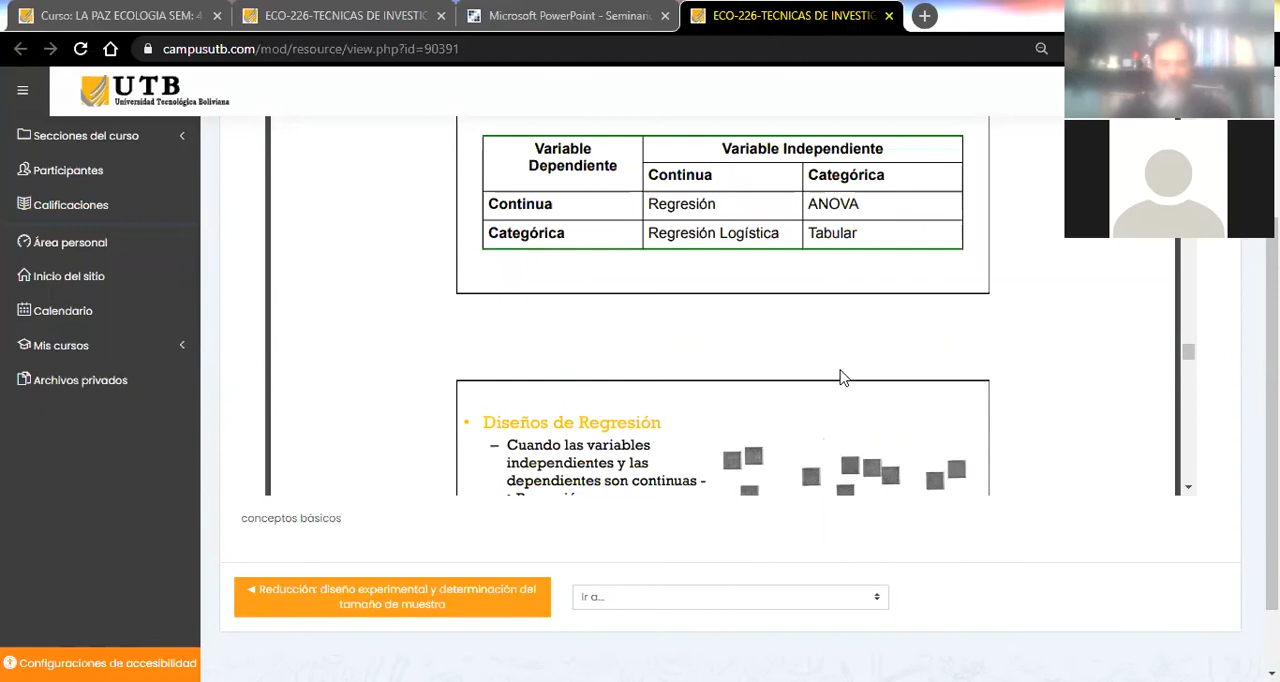 Curso: LA PAZ ECOLOGIA SEM: 4
ECO-226-TECNICAS DE INVESTIG
Microsoft PowerPoint - Seminari
ECO-226-TECNICAS DE INVESTIG
campusutb.com/mod/resource/view.php?id=90391
UTB
Universidad Tecnológica Boliviana
Secciones del curso
Participantes
Calificaciones
Área personal
Inicio del sitio
Calendario
Mis cursos
Archivos privados
Configuraciones de accesibilidad
Variable Dependiente
Variable Independiente
Continua
Categórica
Continua
Regresión
ANOVA
Categórica
Regresión Logística
Tabular
• Diseños de Regresión
– Cuando las variables
independientes y las
dependientes son continuas -
conceptos básicos
◄ Reducción: diseño experimental y determinación del
tamaño de muestra
Ir a...